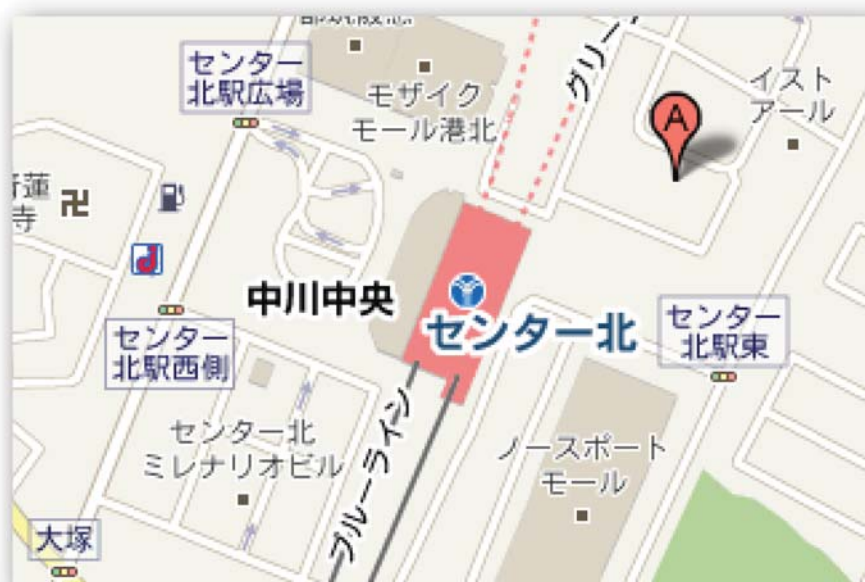 センター
北駅広場
モザイク
モール港北
グリー
イスト
アール
A
蓮
寺
中川中央
センター北
センター
北駅東
センター
北駅西側
センター北
ミレナリオビル
ブルーライン
ノースポート
モール
大塚